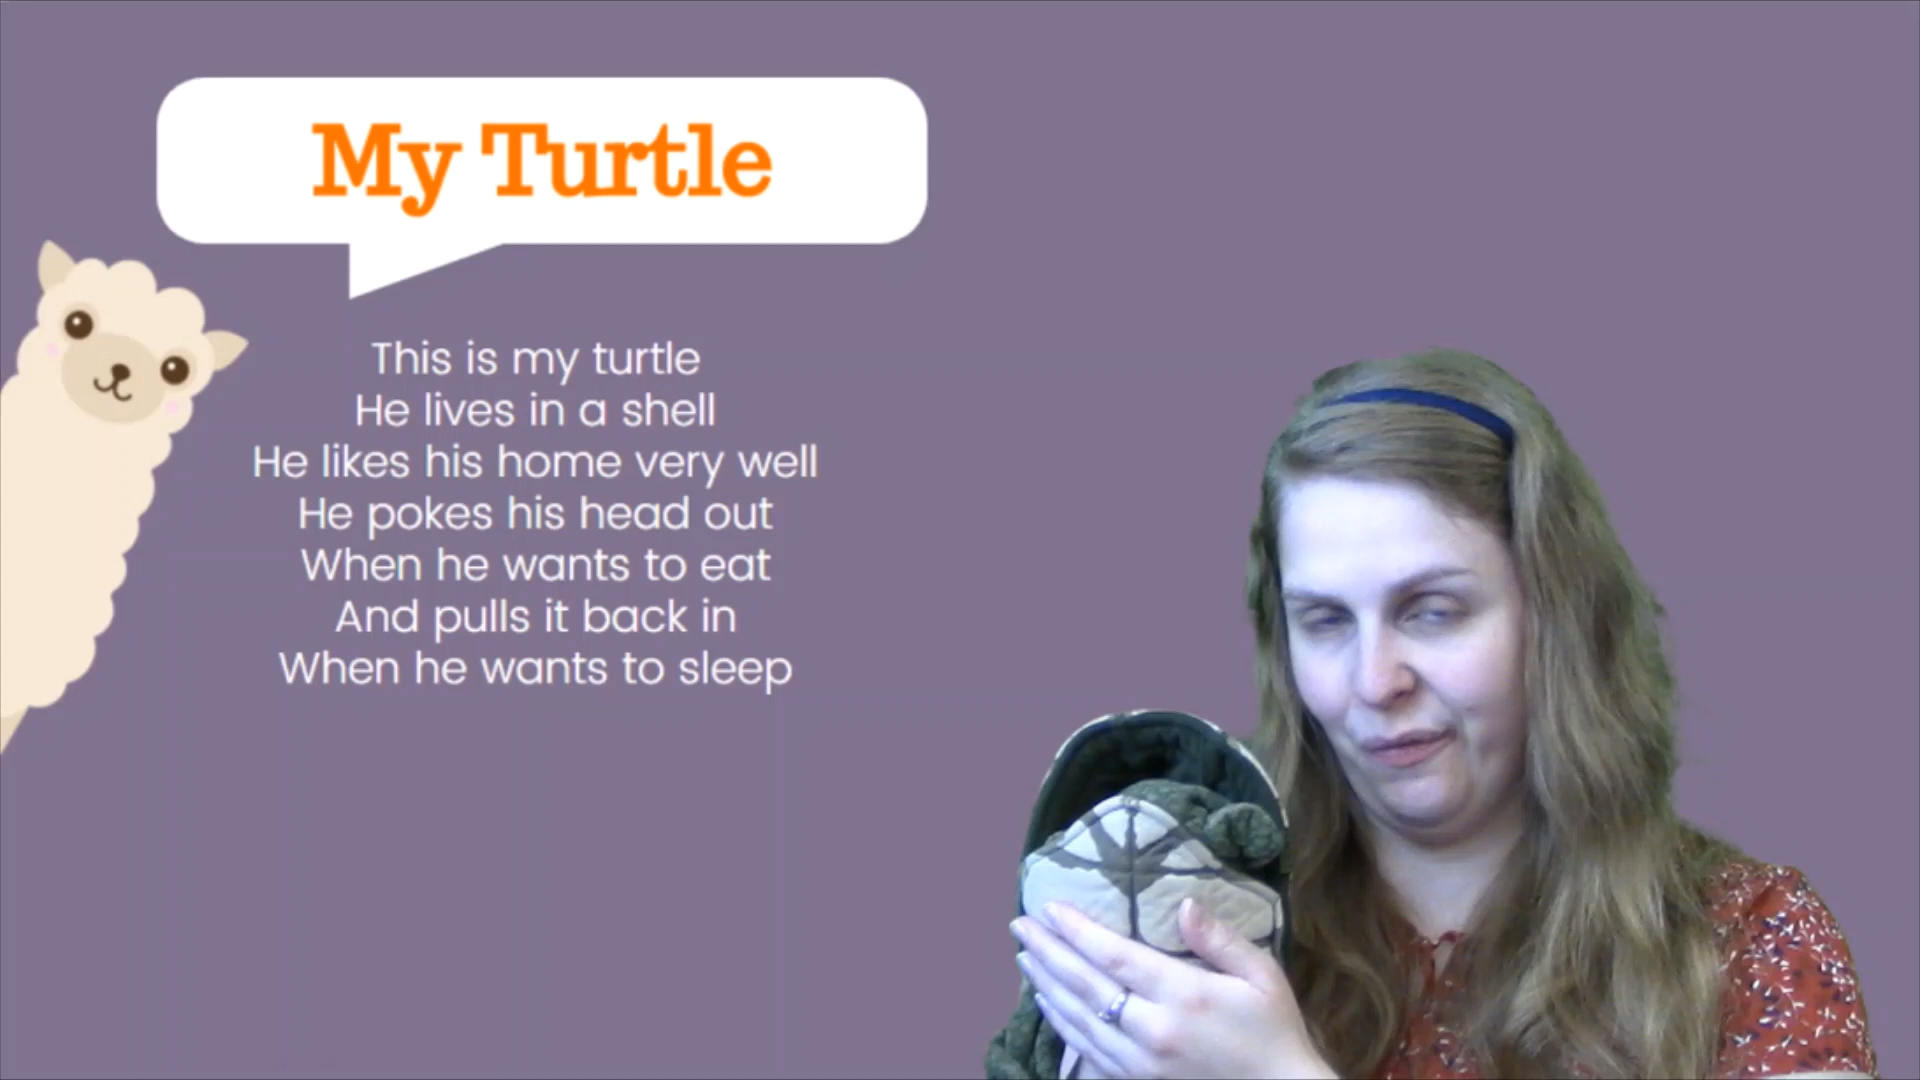 My Turtle
This is my turtle
He lives in a shell
He likes his home very well
He pokes his head out
When he wants to eat
And pulls it back in
When he wants to sleep